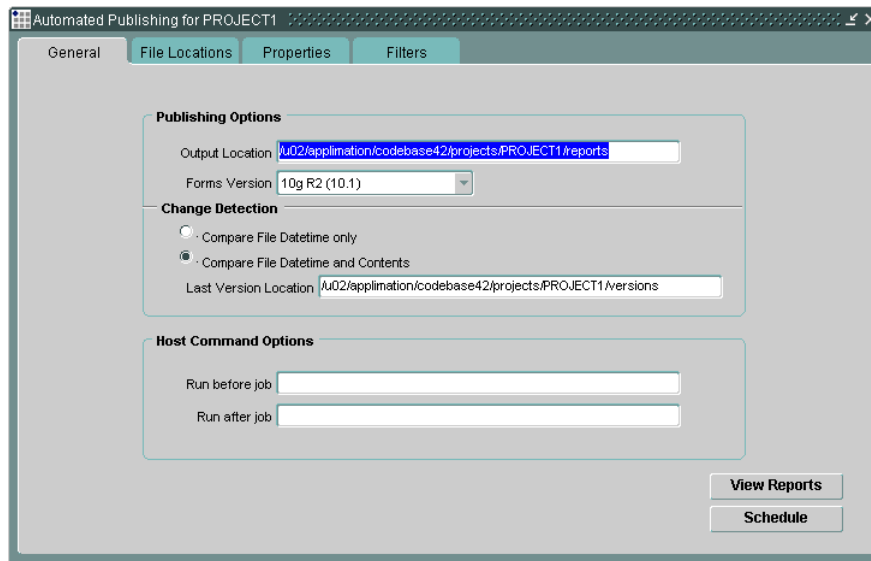 Automated Publishing for PROJECT1
General File Locations Properties Filters
Publishing Options
Output Location /u02/applimation/codebase42/projects/PROJECT1/reports
Forms Version 10g R2 (10.1)
Change Detection
· Compare File Datetime only
· Compare File Datetime and Contents
Last Version Location /u02/applimation/codebase42/projects/PROJECT1/versions
Host Command Options
Run before job
Run after job
View Reports
Schedule